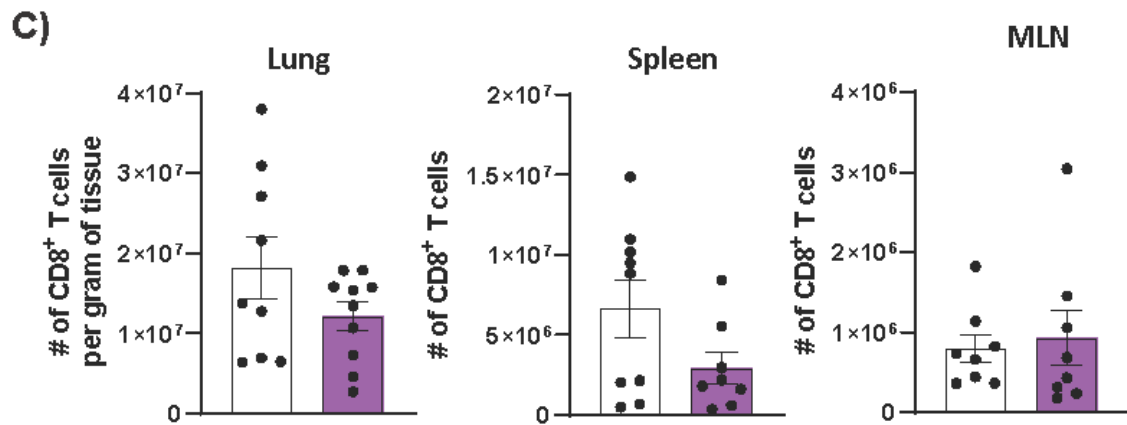 C)
Lung
# of CD8⁺ T cells
per gram of tissue
4×10⁷
3×10⁷
2×10⁷
1×10⁷
0
Spleen
# of CD8⁺ T cells
2×10⁷
1.5×10⁷
1×10⁷
5×10⁶
0
MLN
# of CD8⁺ T cells
4×10⁶
3×10⁶
2×10⁶
1×10⁶
0